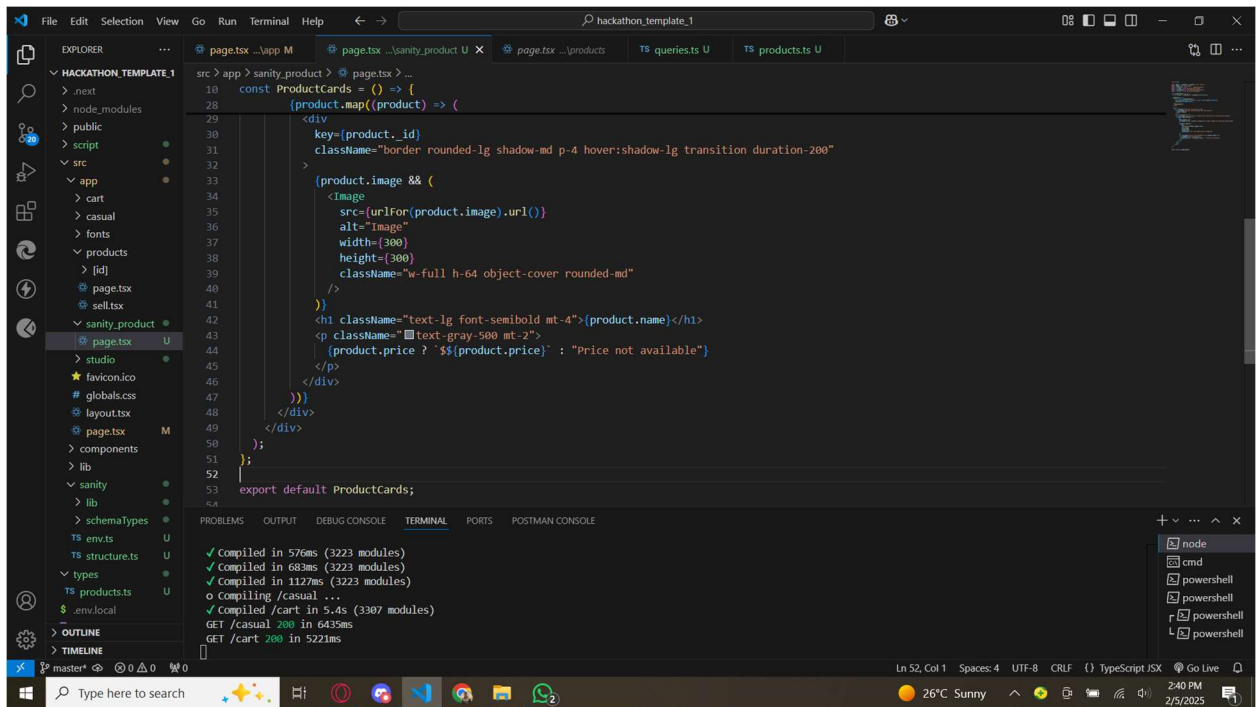 File Edit Selection View Go Run Terminal Help
hackathon_template_1
EXPLORER
page.tsx ...\app M
page.tsx ...\sanity_product U
page.tsx ...\products
TS queries.ts U
TS products.ts U
HACKATHON_TEMPLATE_1
.next
node_modules
public
script
src
app
cart
casual
fonts
products
[id]
page.tsx
sell.tsx
sanity_product
page.tsx U
studio
favicon.ico
# globals.css
layout.tsx
page.tsx M
components
lib
sanity
lib
schemaTypes
TS env.ts U
TS structure.ts U
types
TS products.ts U
$ .env.local
OUTLINE
TIMELINE
20
src > app > sanity_product > page.tsx > ...
10 const ProductCards = () => {
28 {product.map((product) => (
29 <div
30 key={product._id}
31 className="border rounded-lg shadow-md p-4 hover:shadow-lg transition duration-200"
32 >
33 {product.image && (
34 <Image
35 src={urlFor(product.image).url()}
36 alt="Image"
37 width={300}
38 height={300}
39 className="w-full h-64 object-cover rounded-md"
40 />
41 )}
42 <h1 className="text-lg font-semibold mt-4">{product.name}</h1>
43 <p className="text-gray-500 mt-2">
44 {product.price ? `$${product.price}` : "Price not available"}
45 </p>
46 </div>
47 ))}
48 </div>
49 </div>
50 );
51 };
52
53 export default ProductCards;
54
PROBLEMS OUTPUT DEBUG CONSOLE TERMINAL PORTS POSTMAN CONSOLE
✓ Compiled in 576ms (3223 modules)
✓ Compiled in 683ms (3223 modules)
✓ Compiled in 1127ms (3223 modules)
○ Compiling /casual ...
✓ Compiled /cart in 5.4s (3307 modules)
GET /casual 200 in 6435ms
GET /cart 200 in 5221ms
node
cmd
powershell
powershell
powershell
powershell
master* 0 0 0
Ln 52, Col 1 Spaces: 4 UTF-8 CRLF {} TypeScript JSX Go Live
Type here to search
2
26°C Sunny
2:40 PM
2/5/2025
1